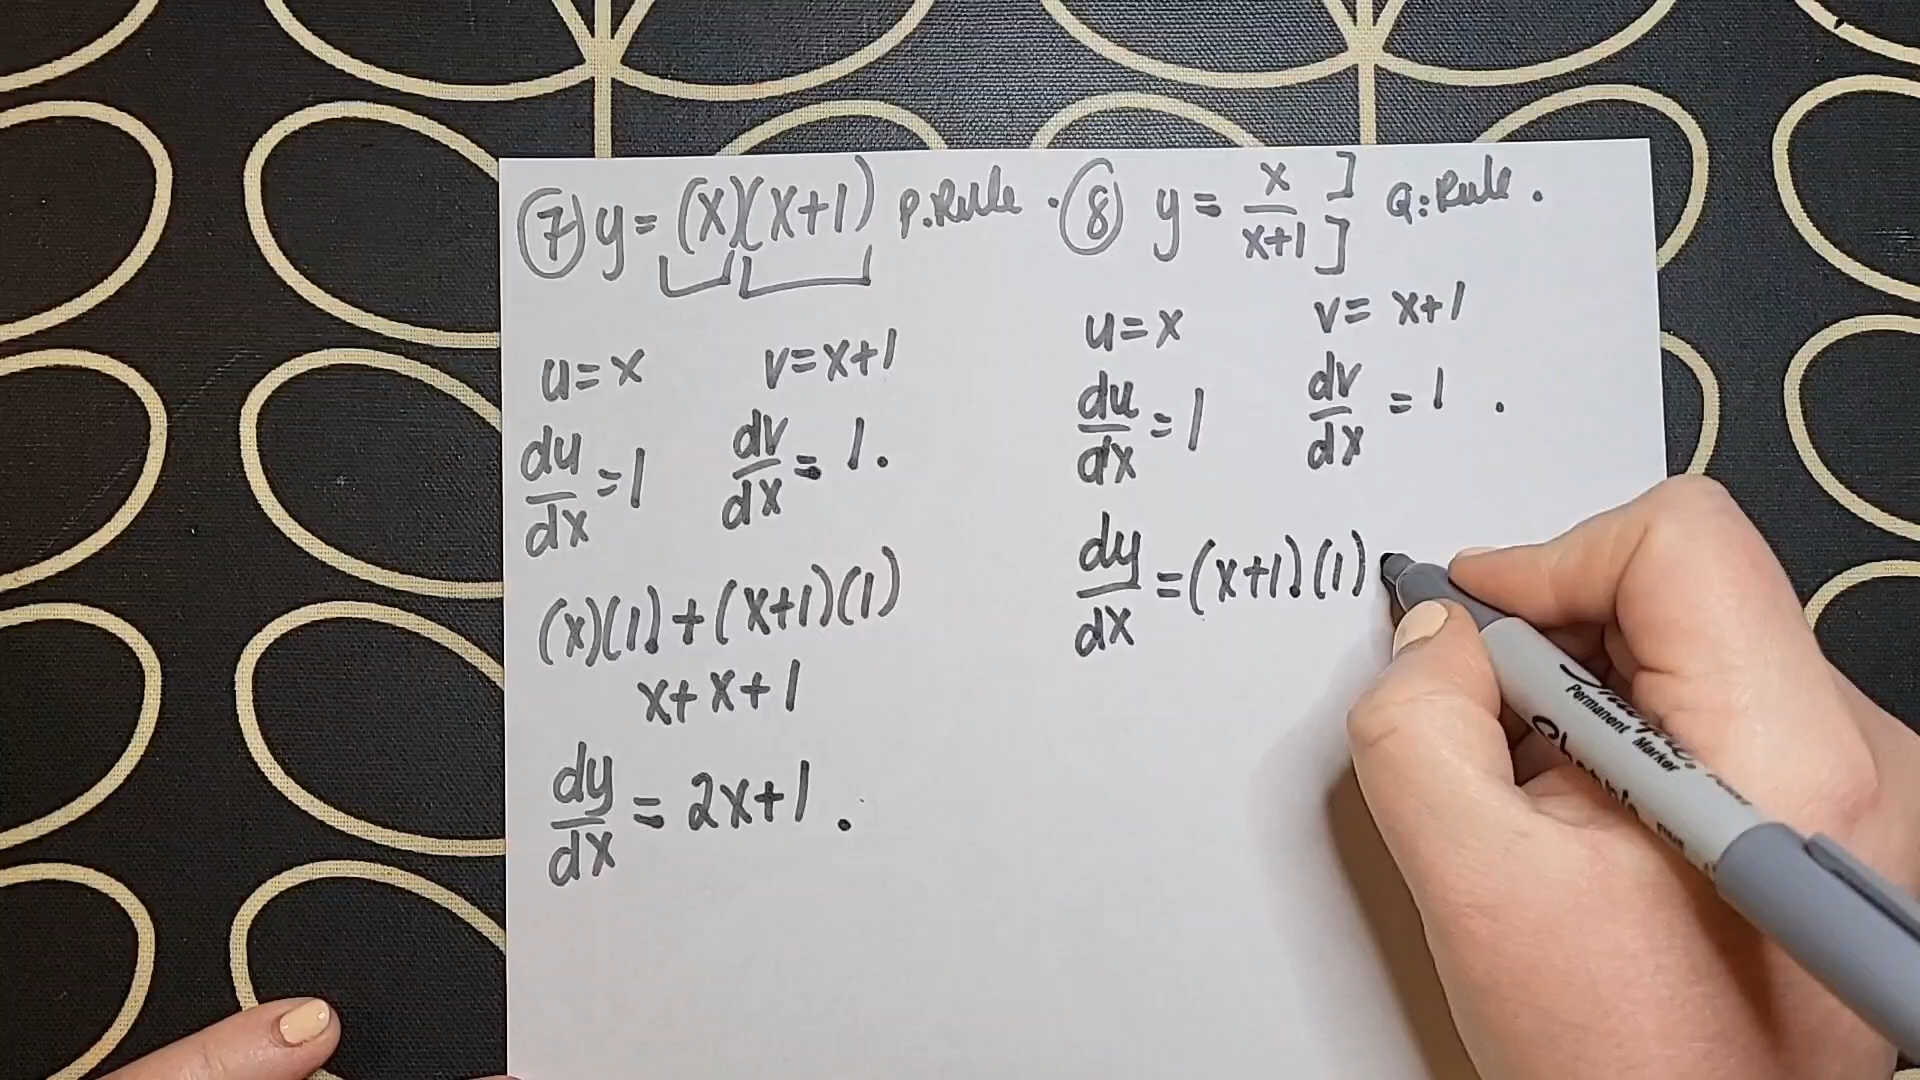 ⑦ y = (x)(x+1) P.Rule.
u = x v = x+1
du/dx = 1 dv/dx = 1.
(x)(1) + (x+1)(1)
x + x + 1
dy/dx = 2x+1.
⑧ y = x/x+1 ]] Q.Rule.
u = x v = x+1
du/dx = 1 dv/dx = 1.
dy/dx = (x+1)(1)
Permanent Marker